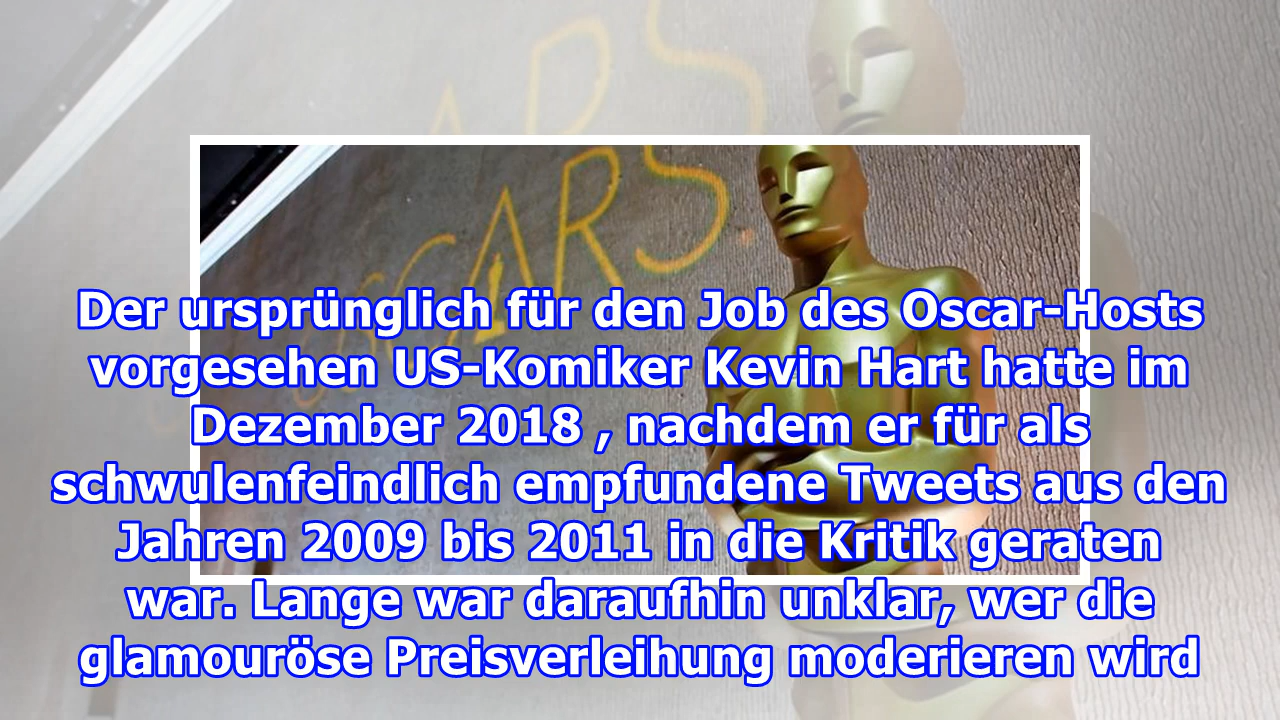 OSCARS
Der ursprünglich für den Job des Oscar-Hosts
vorgesehen US-Komiker Kevin Hart hatte im
Dezember 2018 , nachdem er für als
schwulenfeindlich empfundene Tweets aus den
Jahren 2009 bis 2011 in die Kritik geraten
war. Lange war daraufhin unklar, wer die
glamouröse Preisverleihung moderieren wird